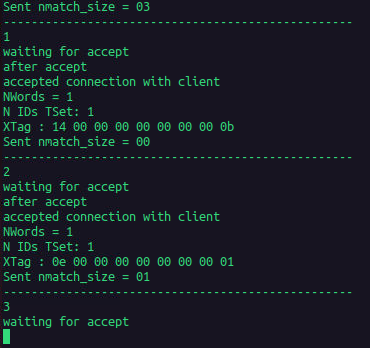 Sent nmatch_size = 03
--------------------------------------------------
1
waiting for accept
after accept
accepted connection with client
NWords = 1
N IDs TSet: 1
XTag : 14 00 00 00 00 00 00 00 0b
Sent nmatch_size = 00
--------------------------------------------------
2
waiting for accept
after accept
accepted connection with client
NWords = 1
N IDs TSet: 1
XTag : 0e 00 00 00 00 00 00 00 01
Sent nmatch_size = 01
--------------------------------------------------
3
waiting for accept